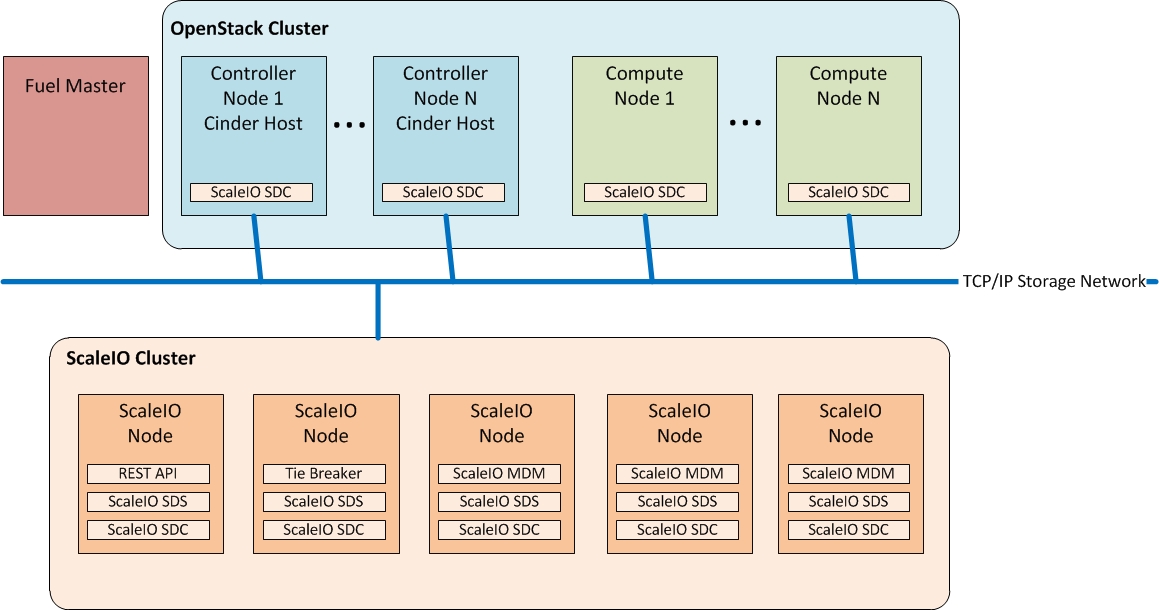 OpenStack Cluster
Fuel Master
Controller
Node 1
Cinder Host
ScaleIO SDC
...
Controller
Node N
Cinder Host
ScaleIO SDC
Compute
Node 1
ScaleIO SDC
...
Compute
Node N
ScaleIO SDC
TCP/IP Storage Network
ScaleIO Cluster
ScaleIO
Node
REST API
ScaleIO SDS
ScaleIO SDC
ScaleIO
Node
Tie Breaker
ScaleIO SDS
ScaleIO SDC
ScaleIO
Node
ScaleIO MDM
ScaleIO SDS
ScaleIO SDC
ScaleIO
Node
ScaleIO MDM
ScaleIO SDS
ScaleIO SDC
ScaleIO
Node
ScaleIO MDM
ScaleIO SDS
ScaleIO SDC